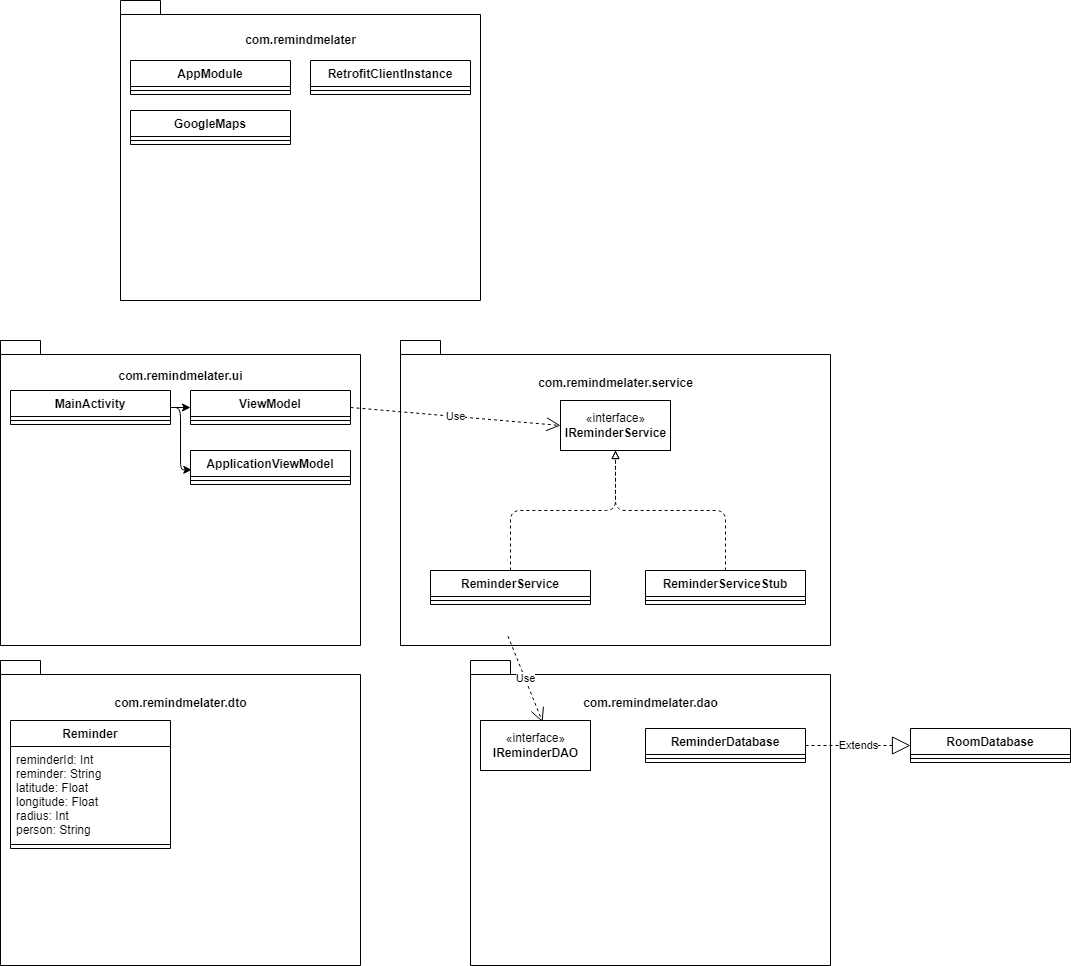 com.remindmelater
AppModule
RetrofitClientInstance
GoogleMaps
com.remindmelater.ui
MainActivity
ViewModel
ApplicationViewModel
Use
com.remindmelater.service
«interface»
IReminderService
ReminderService
ReminderServiceStub
Use
com.remindmelater.dto
Reminder
reminderId: Int
reminder: String
latitude: Float
longitude: Float
radius: Int
person: String
com.remindmelater.dao
«interface»
IReminderDAO
ReminderDatabase
Extends
RoomDatabase